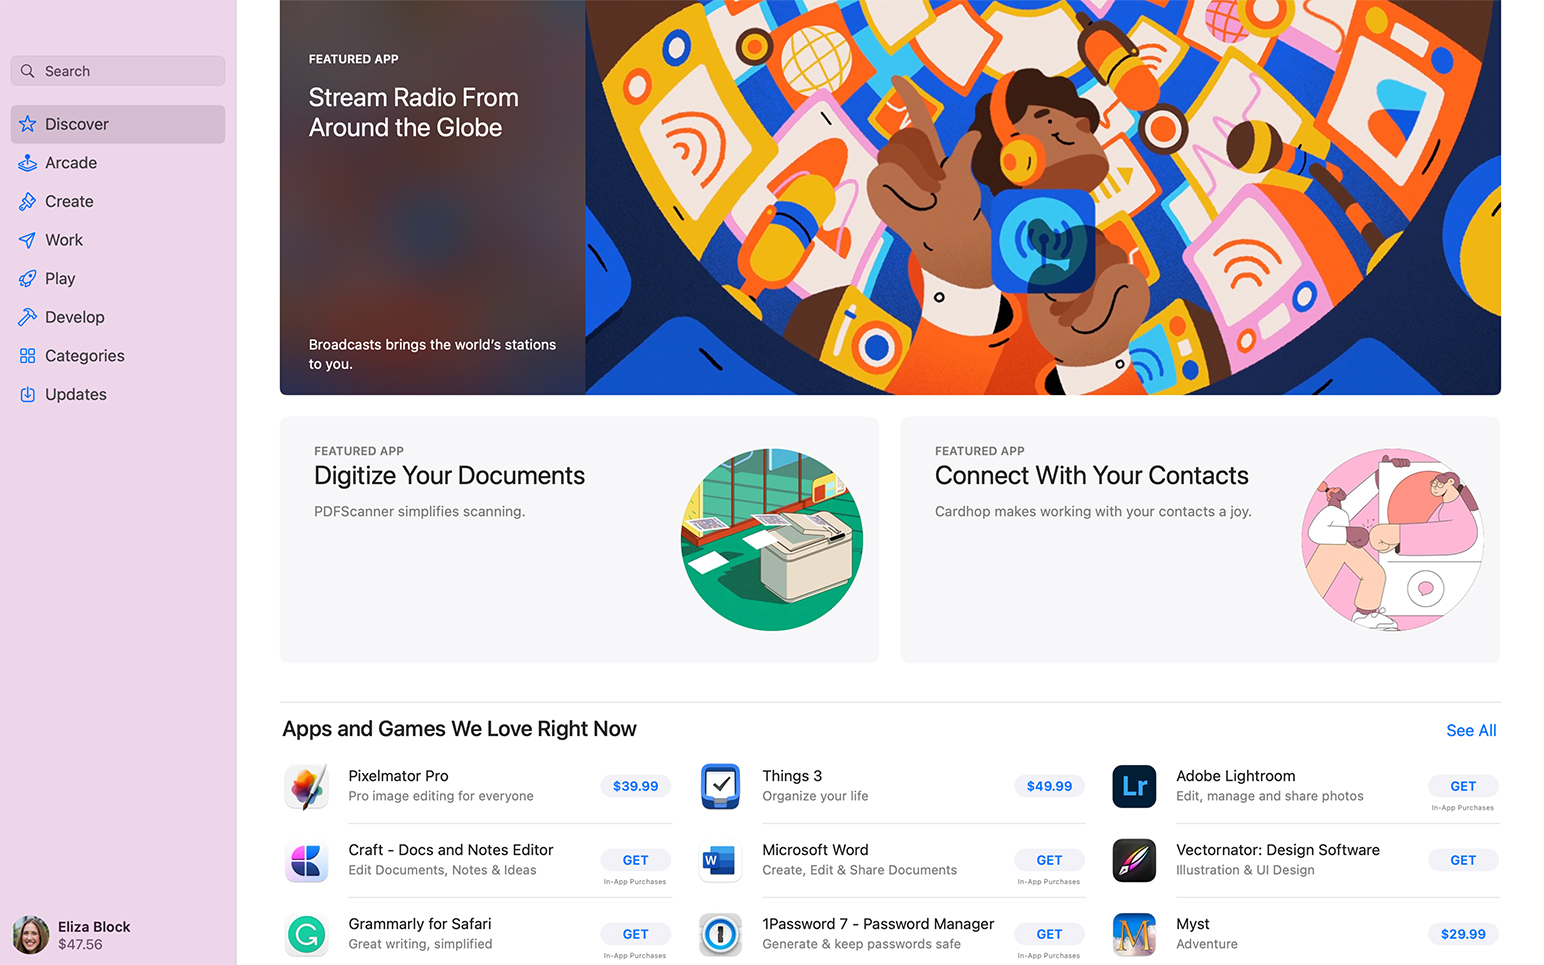 Search
Discover
Arcade
Create
Work
Play
Develop
Categories
Updates
Eliza Block
$47.56
FEATURED APP
Stream Radio From
Around the Globe
Broadcasts brings the world’s stations
to you.
FEATURED APP
Digitize Your Documents
PDFScanner simplifies scanning.
FEATURED APP
Connect With Your Contacts
Cardhop makes working with your contacts a joy.
Apps and Games We Love Right Now
See All
Pixelmator Pro
Pro image editing for everyone
$39.99
Things 3
Organize your life
$49.99
Lr
Adobe Lightroom
Edit, manage and share photos
GET
In-App Purchases
Craft - Docs and Notes Editor
Edit Documents, Notes & Ideas
GET
In-App Purchases
W
Microsoft Word
Create, Edit & Share Documents
GET
In-App Purchases
Vectornator: Design Software
Illustration & UI Design
GET
G
Grammarly for Safari
Great writing, simplified
GET
In-App Purchases
1Password 7 - Password Manager
Generate & keep passwords safe
GET
In-App Purchases
M
Myst
Adventure
$29.99